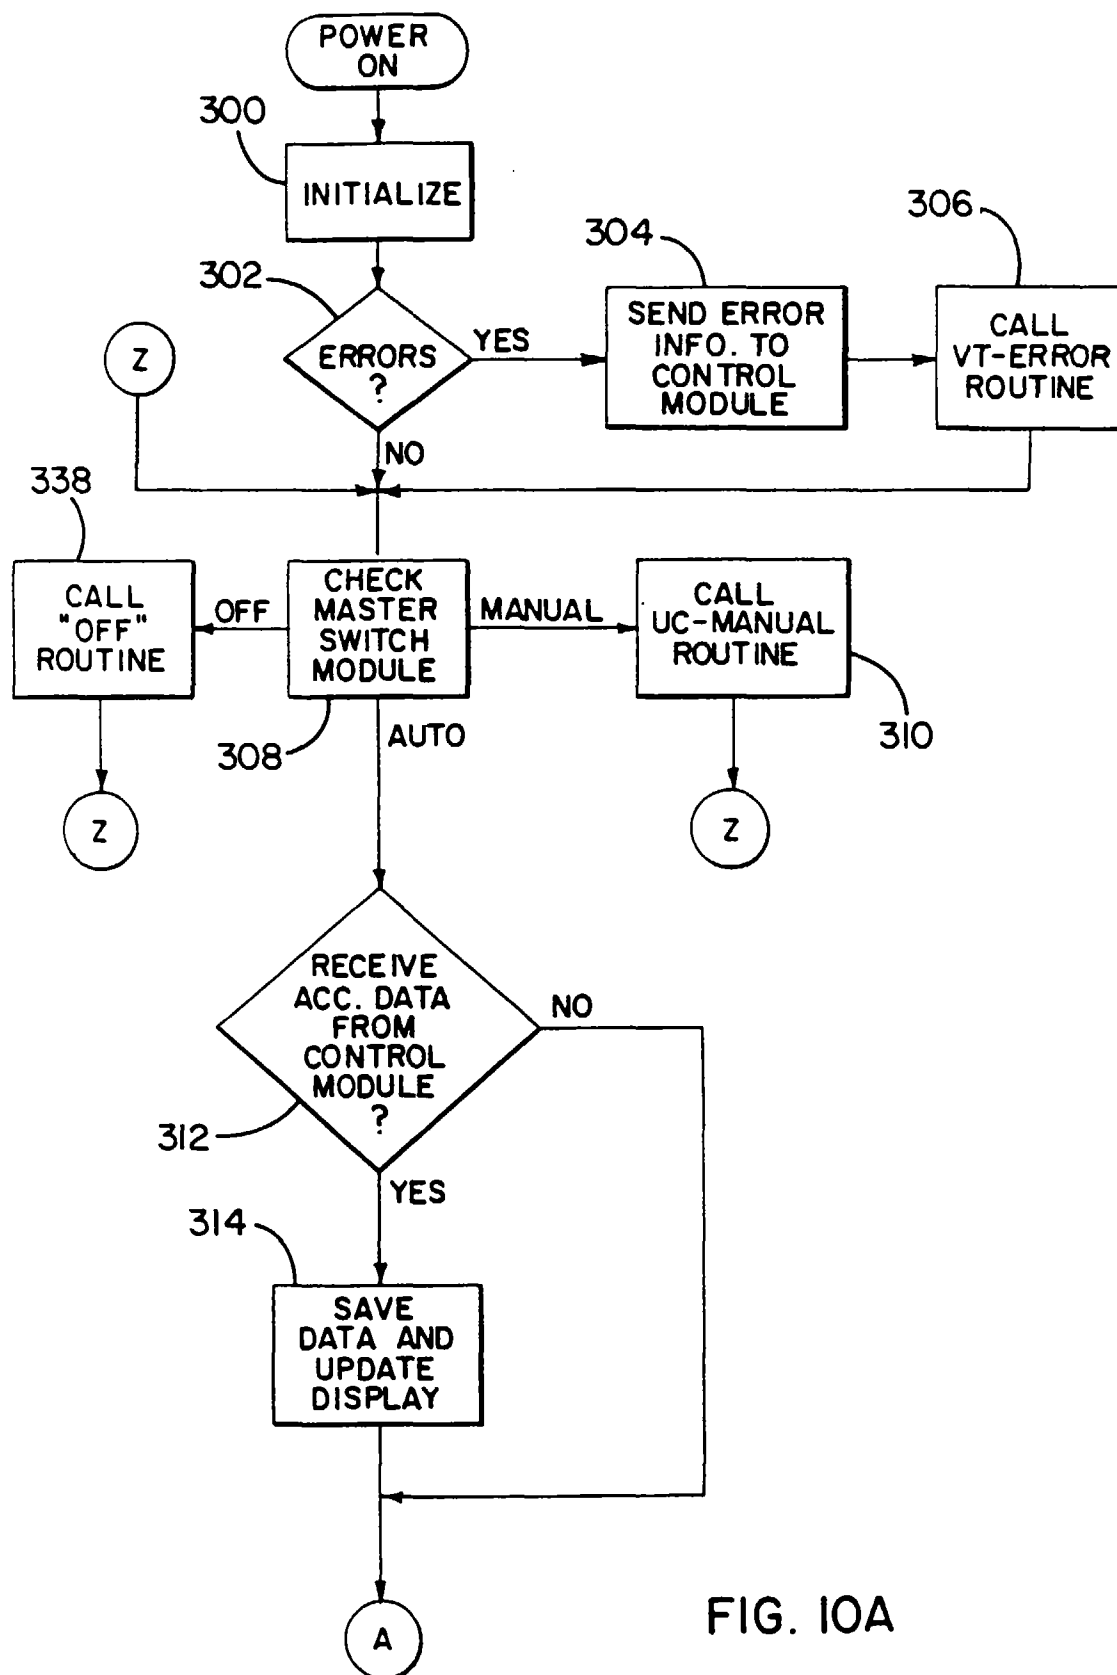 POWER
ON
300
INITIALIZE
302
ERRORS
?
YES
304
SEND ERROR
INFO. TO
CONTROL
MODULE
306
CALL
VT-ERROR
ROUTINE
Z
NO
338
CALL
"OFF"
ROUTINE
OFF
CHECK
MASTER
SWITCH
MODULE
308
MANUAL
CALL
UC-MANUAL
ROUTINE
310
AUTO
Z
Z
RECEIVE
ACC. DATA
FROM
CONTROL
MODULE
?
312
NO
YES
314
SAVE
DATA AND
UPDATE
DISPLAY
A
FIG. 10A